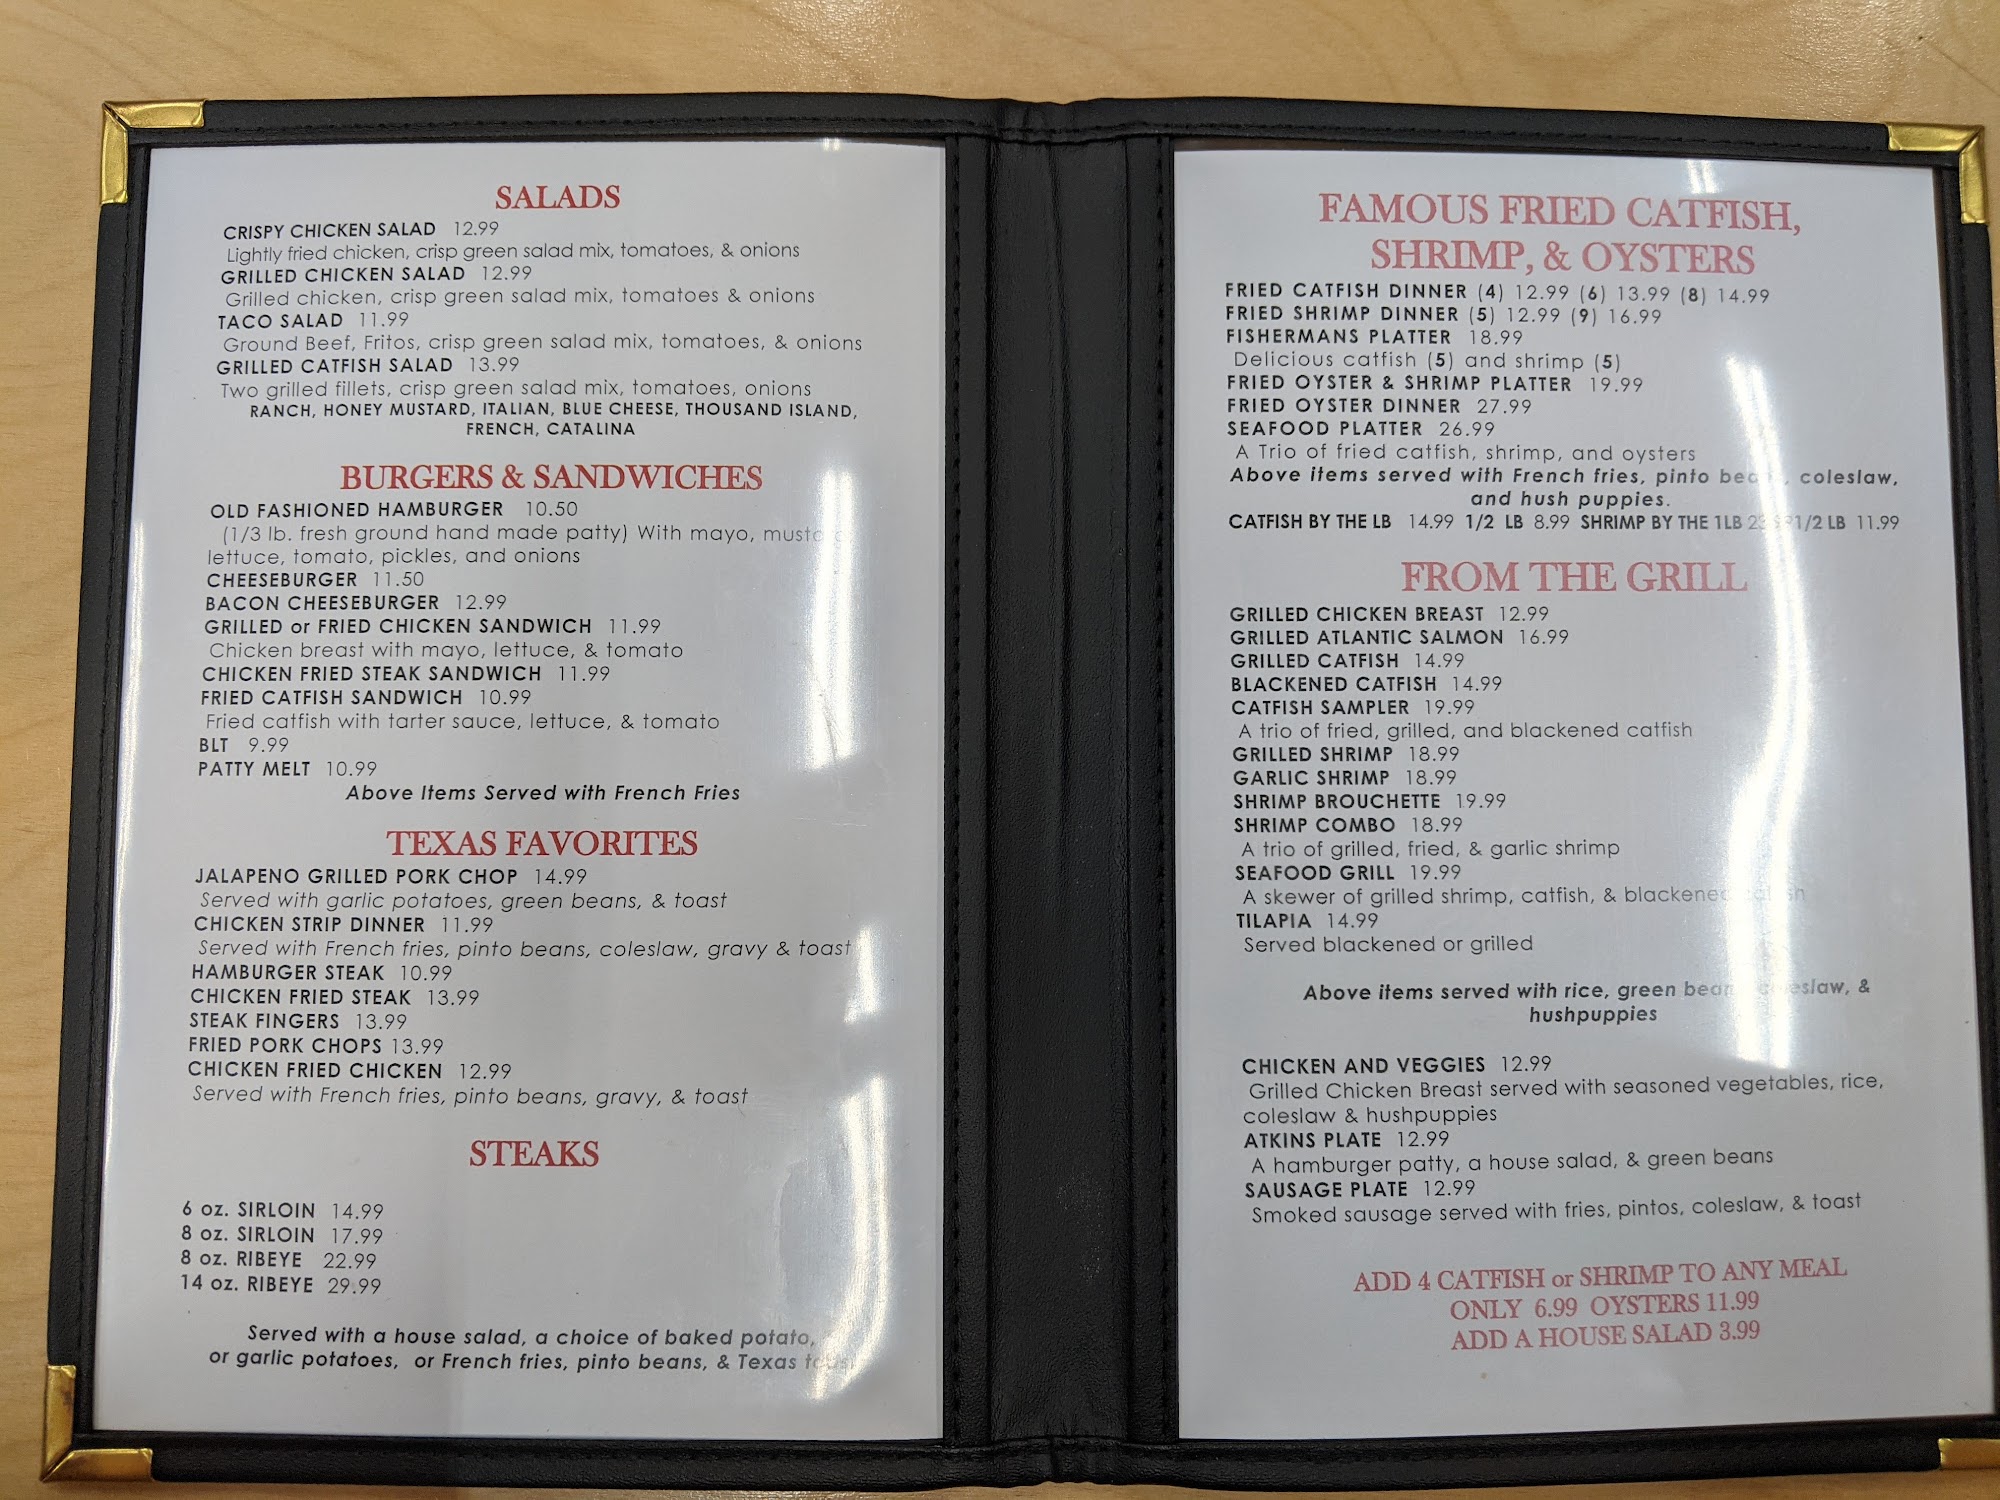 SALADS
CRISPY CHICKEN SALAD 12.99
Lightly fried chicken, crisp green salad mix, tomatoes, & onions
GRILLED CHICKEN SALAD 12.99
Grilled chicken, crisp green salad mix, tomatoes & onions
TACO SALAD 11.99
Ground Beef, Fritos, crisp green salad mix, tomatoes, & onions
GRILLED CATFISH SALAD 13.99
Two grilled fillets, crisp green salad mix, tomatoes, onions
RANCH, HONEY MUSTARD, ITALIAN, BLUE CHEESE, THOUSAND ISLAND,
FRENCH, CATALINA
BURGERS & SANDWICHES
OLD FASHIONED HAMBURGER 10.50
(1/3 lb. fresh ground hand made patty) With mayo,
lettuce, tomato, pickles, and onions
CHEESEBURGER 11.50
BACON CHEESEBURGER 12.99
GRILLED or FRIED CHICKEN SANDWICH 11.99
Chicken breast with mayo, lettuce, & tomato
CHICKEN FRIED STEAK SANDWICH 11.99
FRIED CATFISH SANDWICH 10.99
Fried catfish with tarter sauce, lettuce, & tomato
BLT 9.99
PATTY MELT 10.99
Above Items Served with French Fries
TEXAS FAVORITES
JALAPENO GRILLED PORK CHOP 14.99
Served with garlic potatoes, green beans, & toast
CHICKEN STRIP DINNER 11.99
Served with French fries, pinto beans, coleslaw, gravy & toast
HAMBURGER STEAK 10.99
CHICKEN FRIED STEAK 13.99
STEAK FINGERS 13.99
FRIED PORK CHOPS 13.99
CHICKEN FRIED CHICKEN 12.99
Served with French fries, pinto beans, gravy, & toast
STEAKS
6 oz. SIRLOIN 14.99
8 oz. SIRLOIN 17.99
8 oz. RIBEYE 22.99
14 oz. RIBEYE 29.99
Served with a house salad, a choice of baked potato,
or garlic potatoes, or French fries, pinto beans, & Texas
FAMOUS FRIED CATFISH,
SHRIMP, & OYSTERS
FRIED CATFISH DINNER (4) 12.99 (6) 13.99 (8) 14.99
FRIED SHRIMP DINNER (5) 12.99 (9) 16.99
FISHERMANS PLATTER 18.99
Delicious catfish (5) and shrimp (5)
FRIED OYSTER & SHRIMP PLATTER 19.99
FRIED OYSTER DINNER 27.99
SEAFOOD PLATTER 26.99
A Trio of fried catfish, shrimp, and oysters
Above items served with French fries, pinto coleslaw,
and hush puppies.
CATFISH BY THE LB 14.99 1/2 LB 8.99 SHRIMP BY THE 1LB 1/2 LB 11.99
FROM THE GRILL
GRILLED CHICKEN BREAST 12.99
GRILLED ATLANTIC SALMON 16.99
GRILLED CATFISH 14.99
BLACKENED CATFISH 14.99
CATFISH SAMPLER 19.99
A trio of fried, grilled, and blackened catfish
GRILLED SHRIMP 18.99
GARLIC SHRIMP 18.99
SHRIMP BROUCHETTE 19.99
SHRIMP COMBO 18.99
A trio of grilled, fried, & garlic shrimp
SEAFOOD GRILL 19.99
A skewer of grilled shrimp, catfish, &
TILAPIA 14.99
Served blackened or grilled
Above items served with rice, green &
hushpuppies
CHICKEN AND VEGGIES 12.99
Grilled Chicken Breast served with seasoned vegetables, rice,
coleslaw & hushpuppies
ATKINS PLATE 12.99
A hamburger patty, a house salad, & green beans
SAUSAGE PLATE 12.99
Smoked sausage served with fries, pintos, coleslaw, & toast
ADD 4 CATFISH or SHRIMP TO ANY MEAL
ONLY 6.99 OYSTERS 11.99
ADD A HOUSE SALAD 3.99